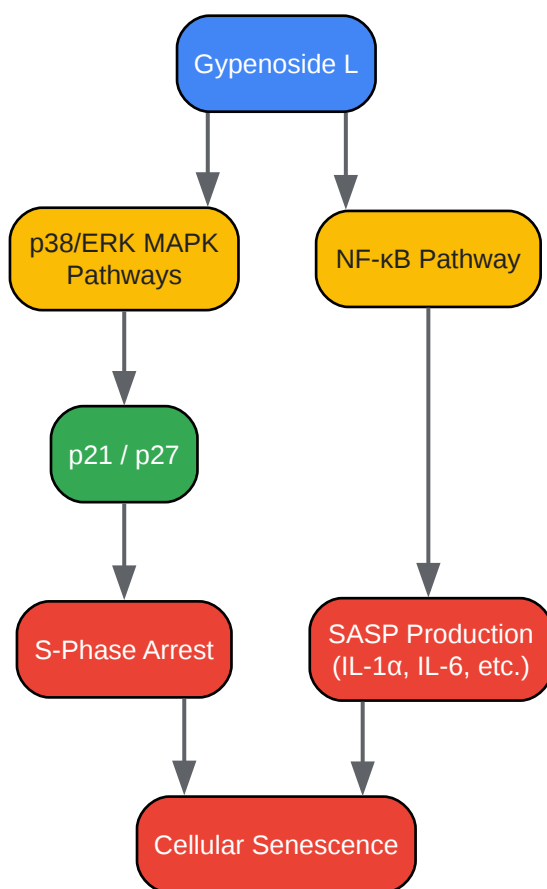 Gypenoside L
p38/ERK MAPK
Pathways
NF-κB Pathway
p21 / p27
S-Phase Arrest
SASP Production
(IL-1α, IL-6, etc.)
Cellular Senescence